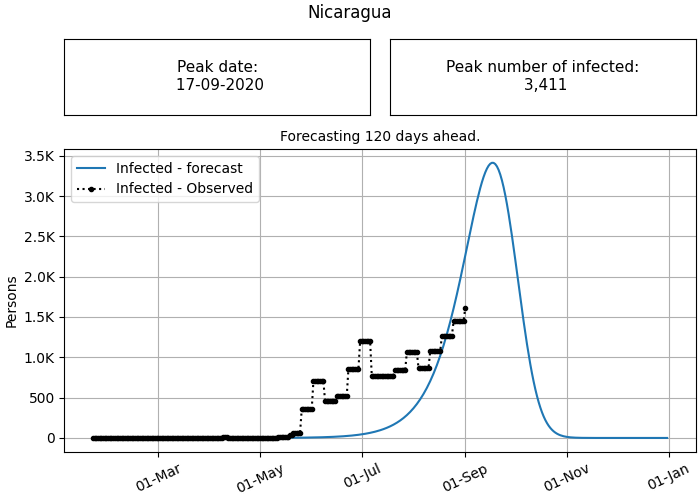 Nicaragua
Peak date:
17-09-2020
Peak number of infected:
3,411
Forecasting 120 days ahead.
Infected - forecast
Infected - Observed
3.5K
3.0K
2.5K
2.0K
1.5K
1.0K
500
0
Persons
01-Mar
01-May
01-Jul
01-Sep
01-Nov
01-Jan